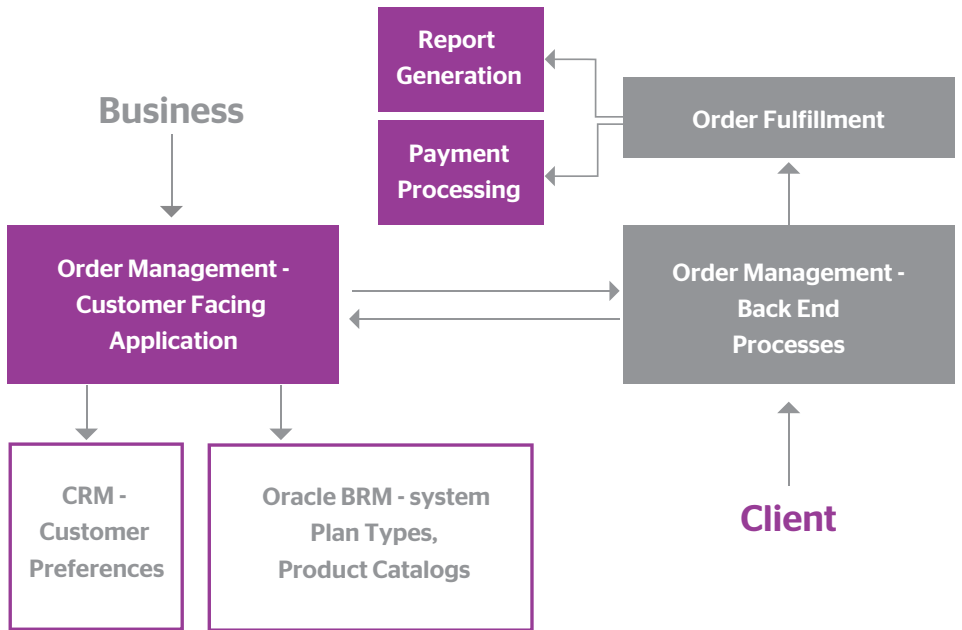 Report
Generation
Business
Order Fulfillment
Payment
Processing
Order Management -
Customer Facing
Application
Order Management -
Back End
Processes
CRM -
Customer
Preferences
Oracle BRM - system
Plan Types,
Product Catalogs
Client